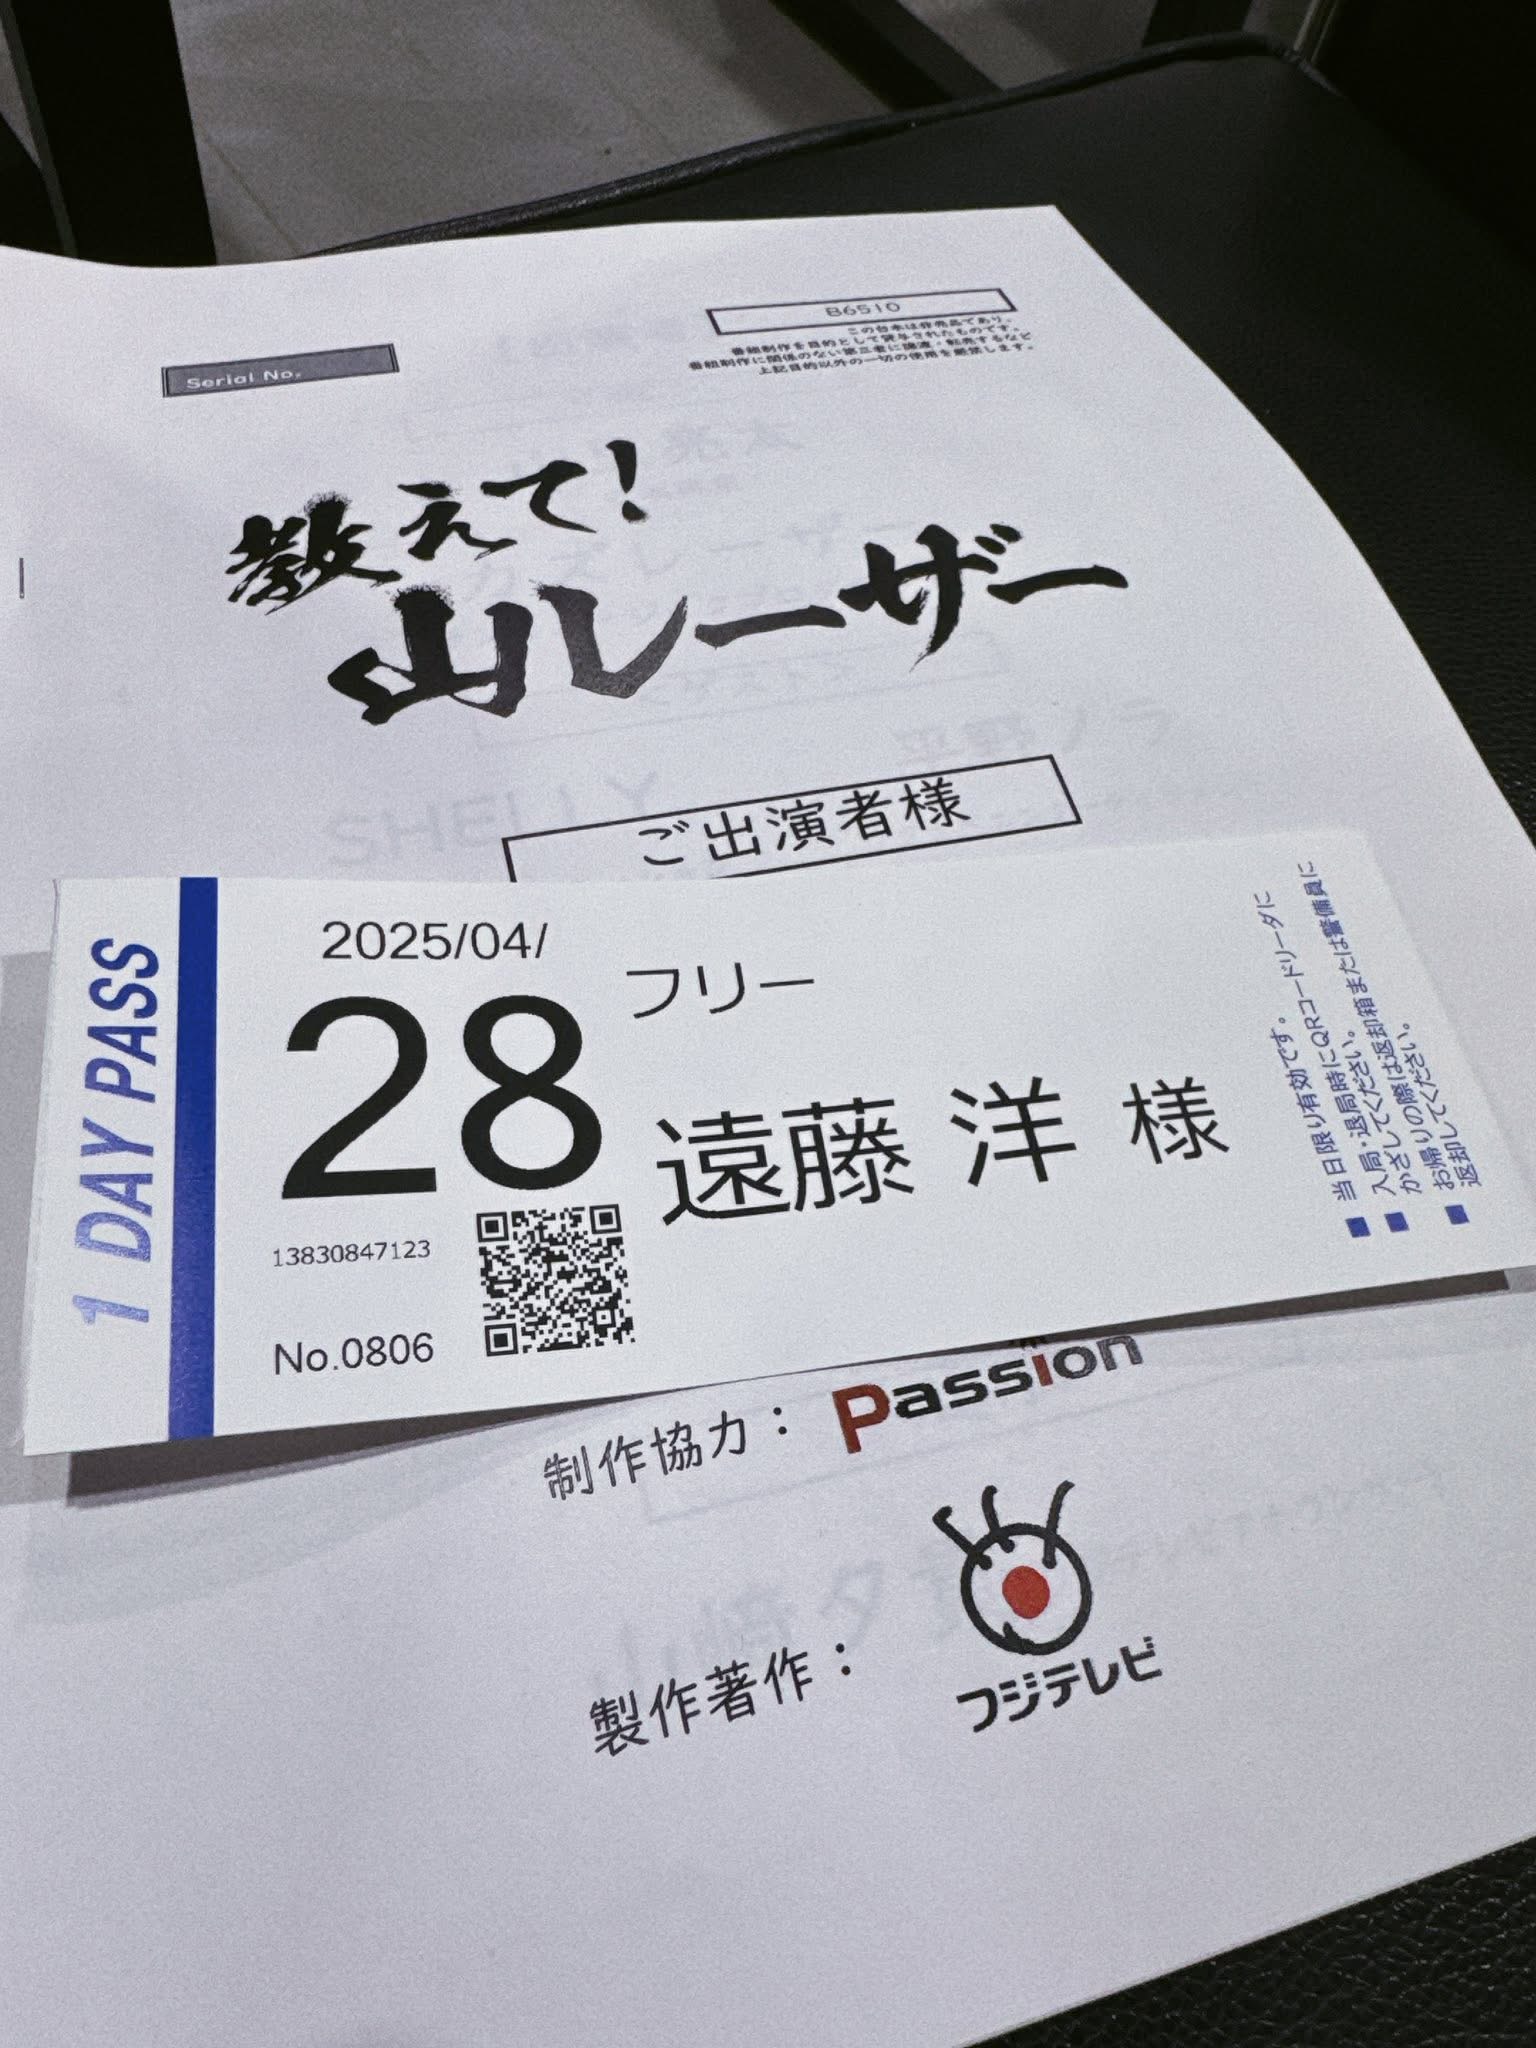 B6510
この台本は非売品であり、
番組制作を目的として貸与されたものです。
番組制作に関係のない第三者に譲渡・転売するなど
上記目的以外の一切の使用を厳禁します。
Serial No.
教えて!
山レーザー
SHELLY
平野ノラ
ご出演者様
1 DAY PASS
2025/04/
28
フリー
遠藤 洋 様
13830847123
No.0806
■ 当日限り有効です。
■ 入局・退局時にQRコードリーダに
かざしてください。
■ お帰りの際は返却箱または警備員に
返却してください。
制作協力：Passion
製作著作：
フジテレビ